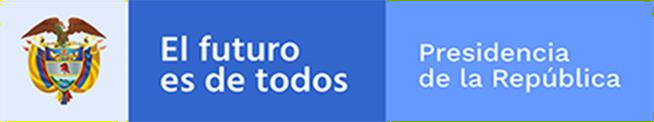 El futuro
es de todos
Presidencia
de la República